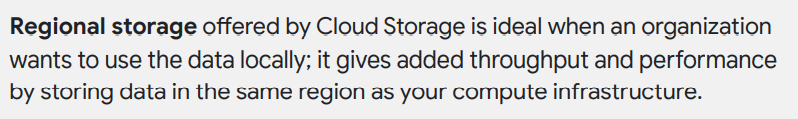 Regional storage offered by Cloud Storage is ideal when an organization
wants to use the data locally; it gives added throughput and performance
by storing data in the same region as your compute infrastructure.